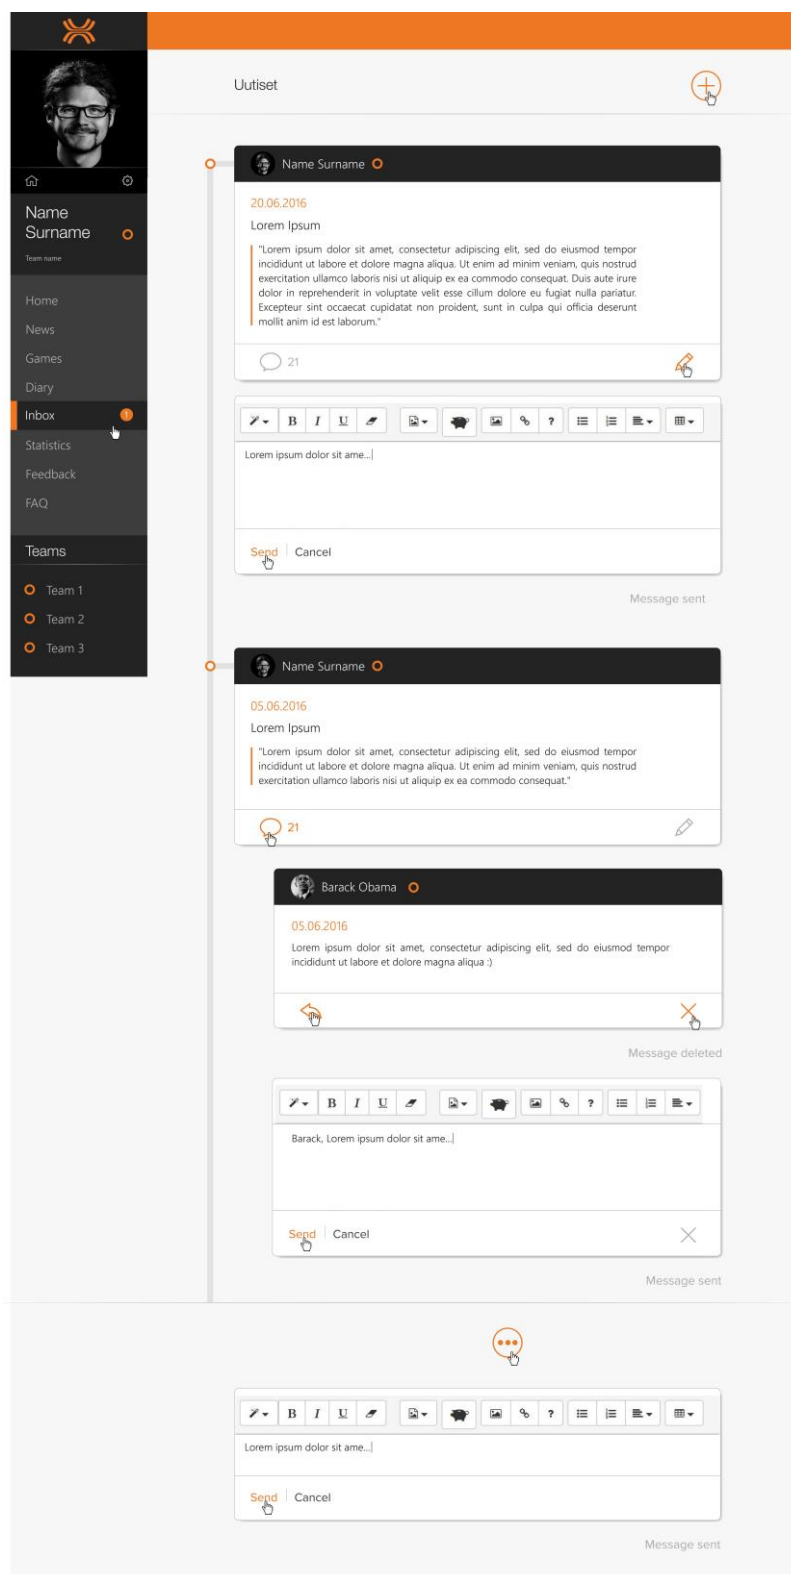 Uutiset
Name
Surname
Team name
Home
News
Games
Diary
Inbox 1
Statistics
Feedback
FAQ
Teams
Team 1
Team 2
Team 3
Name Surname
20.06.2016
Lorem Ipsum
"Lorem ipsum dolor sit amet, consectetur adipiscing elit, sed do eiusmod tempor
incididunt ut labore et dolore magna aliqua. Ut enim ad minim veniam, quis nostrud
exercitation ullamco laboris nisi ut aliquip ex ea commodo consequat. Duis aute irure
dolor in reprehenderit in voluptate velit esse cillum dolore eu fugiat nulla pariatur.
Excepteur sint occaecat cupidatat non proident, sunt in culpa qui officia deserunt
mollit anim id est laborum."
21
B I U ?
Lorem ipsum dolor sit ame...
Send Cancel
Message sent
Name Surname
05.06.2016
Lorem Ipsum
"Lorem ipsum dolor sit amet, consectetur adipiscing elit, sed do eiusmod tempor
incididunt ut labore et dolore magna aliqua. Ut enim ad minim veniam, quis nostrud
exercitation ullamco laboris nisi ut aliquip ex ea commodo consequat."
21
Barack Obama
05.06.2016
Lorem ipsum dolor sit amet, consectetur adipiscing elit, sed do eiusmod tempor
incididunt ut labore et dolore magna aliqua :)
Message deleted
B I U ?
Barack, Lorem ipsum dolor sit ame...
Send Cancel
Message sent
B I U ?
Lorem ipsum dolor sit ame...
Send Cancel
Message sent